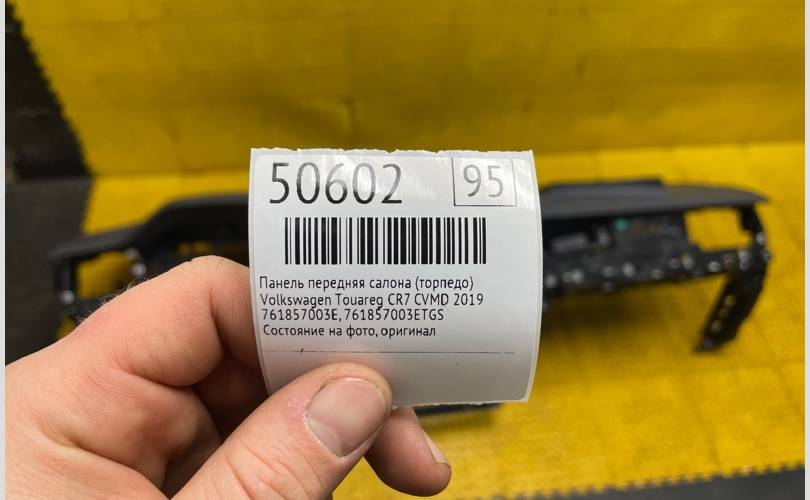 50602 95
Панель передняя салона (торпедо)
Volkswagen Touareg CR7 CVMD 2019
761857003E, 761857003ETGS
Состояние на фото, оригинал